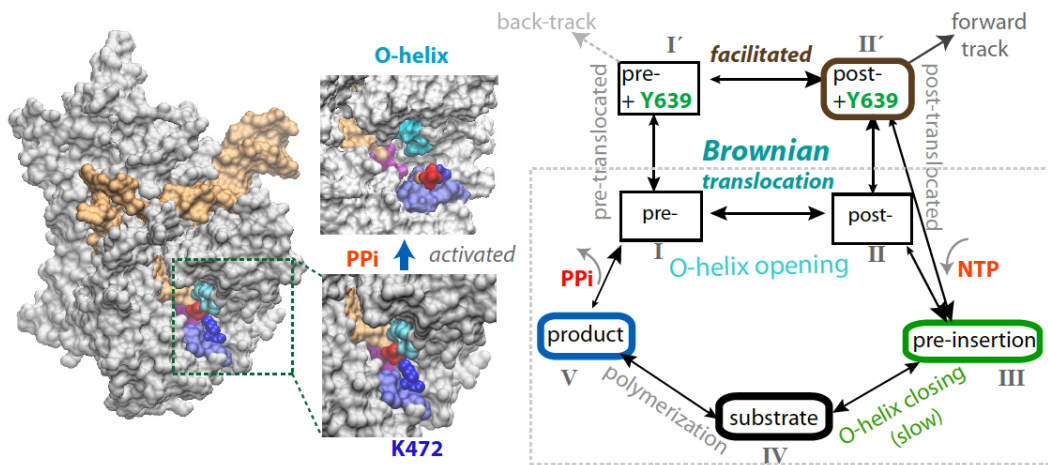 O-helix
PPi
activated
K472
back-track
forward
track
I´
II´
pre-
+ Y639
facilitated
post-
+Y639
pre-translocated
post-translocated
Brownian
translocation
pre-
post-
I
II
O-helix opening
PPi
NTP
product
V
pre-insertion
III
polymerization
substrate
IV
O-helix closing
(slow)